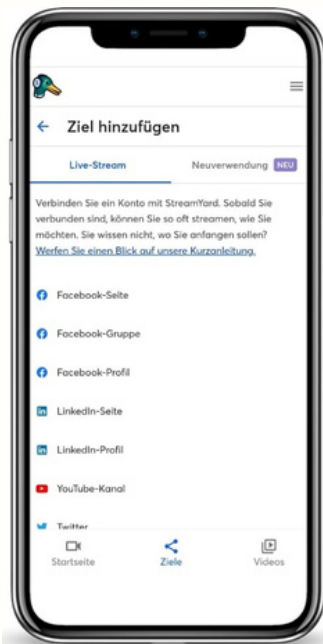 Ziel hinzufügen
Live-Stream
Neuverwendung NEU
Verbinden Sie ein Konto mit StreamYard. Sobald Sie
verbunden sind, können Sie so oft streamen, wie Sie
möchten. Sie wissen nicht, wo Sie anfangen sollen?
Werfen Sie einen Blick auf unsere Kurzanleitung.
Facebook-Seite
Facebook-Gruppe
Facebook-Profil
LinkedIn-Seite
LinkedIn-Profil
YouTube-Kanal
Twitter
Startseite
Ziele
Videos